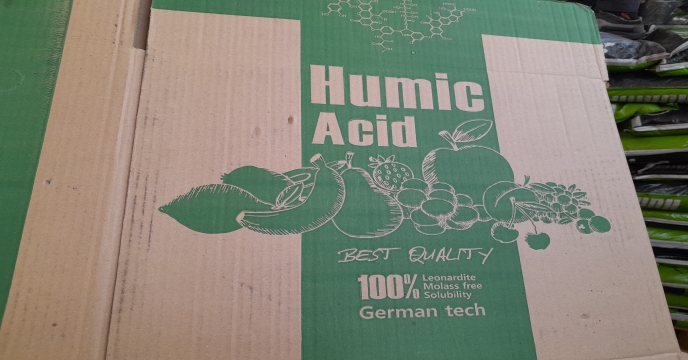 Humic
Acid
BEST QUALITY
100% Leonardite
Molass free
Solubility
German tech